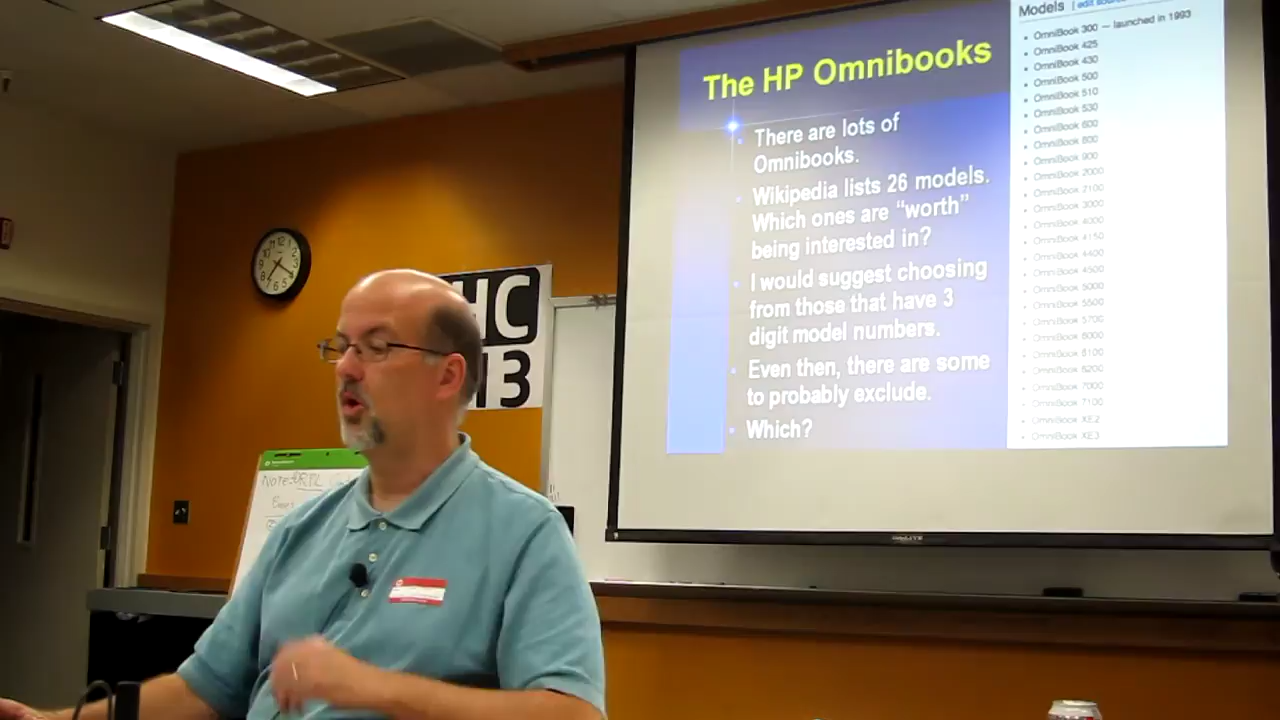 The HP Omnibooks
There are lots of
Omnibooks.
Wikipedia lists 26 models.
Which ones are “worth”
being interested in?
I would suggest choosing
from those that have 3
digit model numbers.
Even then, there are some
to probably exclude.
Which?
Models [ edit
OmniBook 300 — launched in 1993
OmniBook 425
OmniBook 430
OmniBook 500
OmniBook 510
OmniBook 530
OmniBook 600
OmniBook 800
OmniBook 900
OmniBook 2000
OmniBook 2100
OmniBook 3000
OmniBook 4000
OmniBook 4150
OmniBook 4400
OmniBook 4500
OmniBook 5000
OmniBook 5500
OmniBook 5700
OmniBook 6000
OmniBook 6100
OmniBook 6200
OmniBook 7000
OmniBook 7100
OmniBook XE2
OmniBook XE3
HC
13